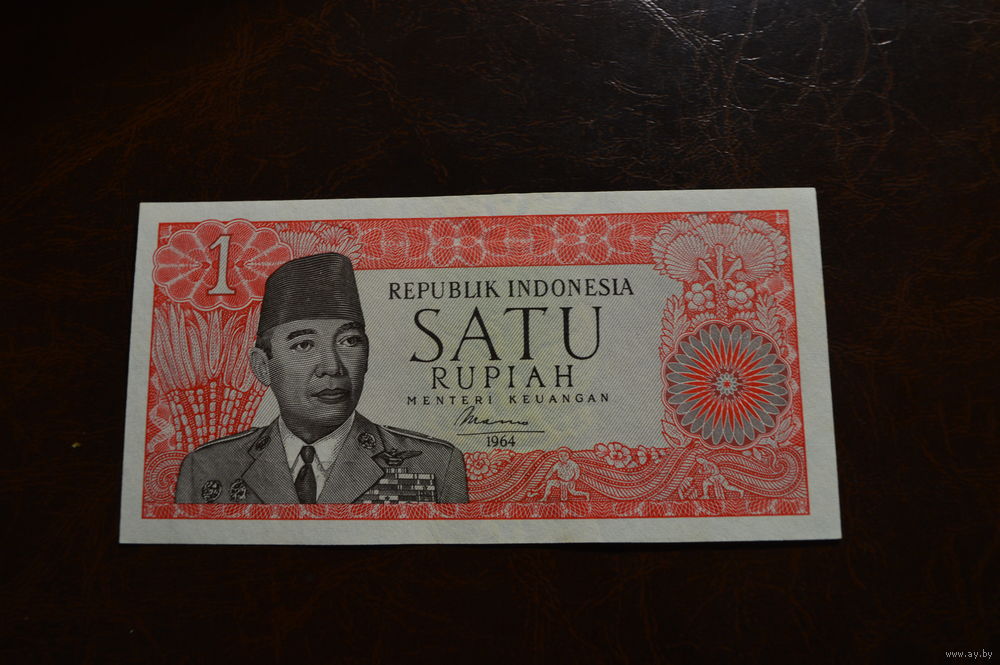 1
REPUBLIK INDONESIA
SATU
RUPIAH
MENTERI KEUANGAN
1964
www.ay.by